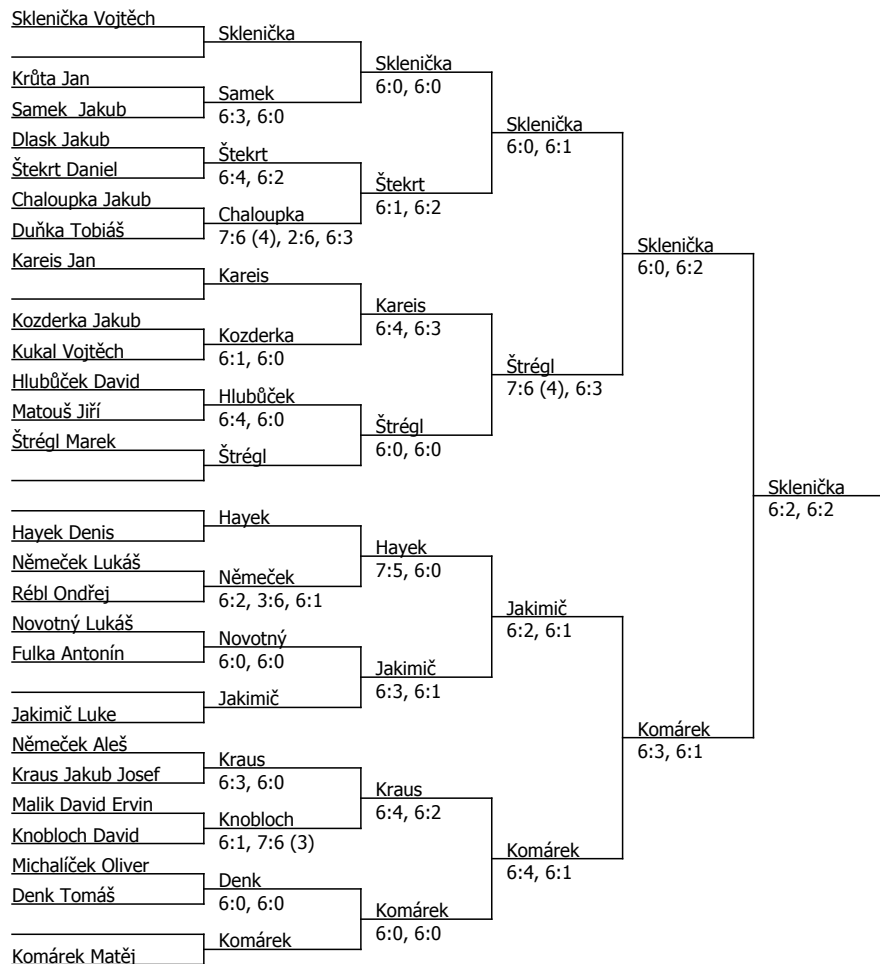 Sklenička Vojtěch
Krůta Jan
Samek  Jakub
Dlask Jakub
Štekrt Daniel
Chaloupka Jakub
Duňka Tobiáš
Kareis Jan
Kozderka Jakub
Kukal Vojtěch
Hlubůček David
Matouš Jiří
Štrégl Marek
Hayek Denis
Němeček Lukáš
Rébl Ondřej
Novotný Lukáš
Fulka Antonín
Jakimič Luke
Němeček Aleš
Kraus Jakub Josef
Malik David Ervin
Knobloch David
Michalíček Oliver
Denk Tomáš
Komárek Matěj
Sklenička
Samek
6:3, 6:0
Štekrt
6:4, 6:2
Chaloupka
7:6 (4), 2:6, 6:3
Kareis
Kozderka
6:1, 6:0
Hlubůček
6:4, 6:0
Štrégl
Hayek
Němeček
6:2, 3:6, 6:1
Novotný
6:0, 6:0
Jakimič
Kraus
6:3, 6:0
Knobloch
6:1, 7:6 (3)
Denk
6:0, 6:0
Komárek
Sklenička
6:0, 6:0
Štekrt
6:1, 6:2
Kareis
6:4, 6:3
Štrégl
6:0, 6:0
Hayek
7:5, 6:0
Jakimič
6:3, 6:1
Kraus
6:4, 6:2
Komárek
6:0, 6:0
Sklenička
6:0, 6:1
Štrégl
7:6 (4), 6:3
Jakimič
6:2, 6:1
Komárek
6:4, 6:1
Sklenička
6:0, 6:2
Komárek
6:3, 6:1
Sklenička
6:2, 6:2